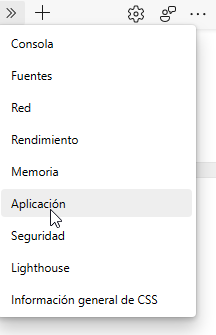 Consola
Fuentes
Red
Rendimiento
Memoria
Aplicación
Seguridad
Lighthouse
Información general de CSS